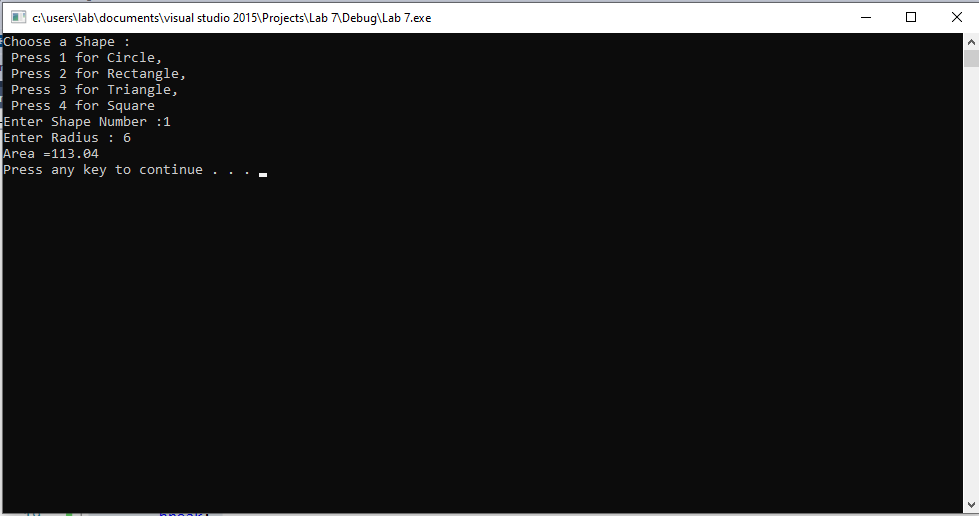 c:\users\lab\documents\visual studio 2015\Projects\Lab 7\Debug\Lab 7.exe
Choose a Shape :
Press 1 for Circle,
Press 2 for Rectangle,
Press 3 for Triangle,
Press 4 for Square
Enter Shape Number :1
Enter Radius : 6
Area =113.04
Press any key to continue . . .
break;